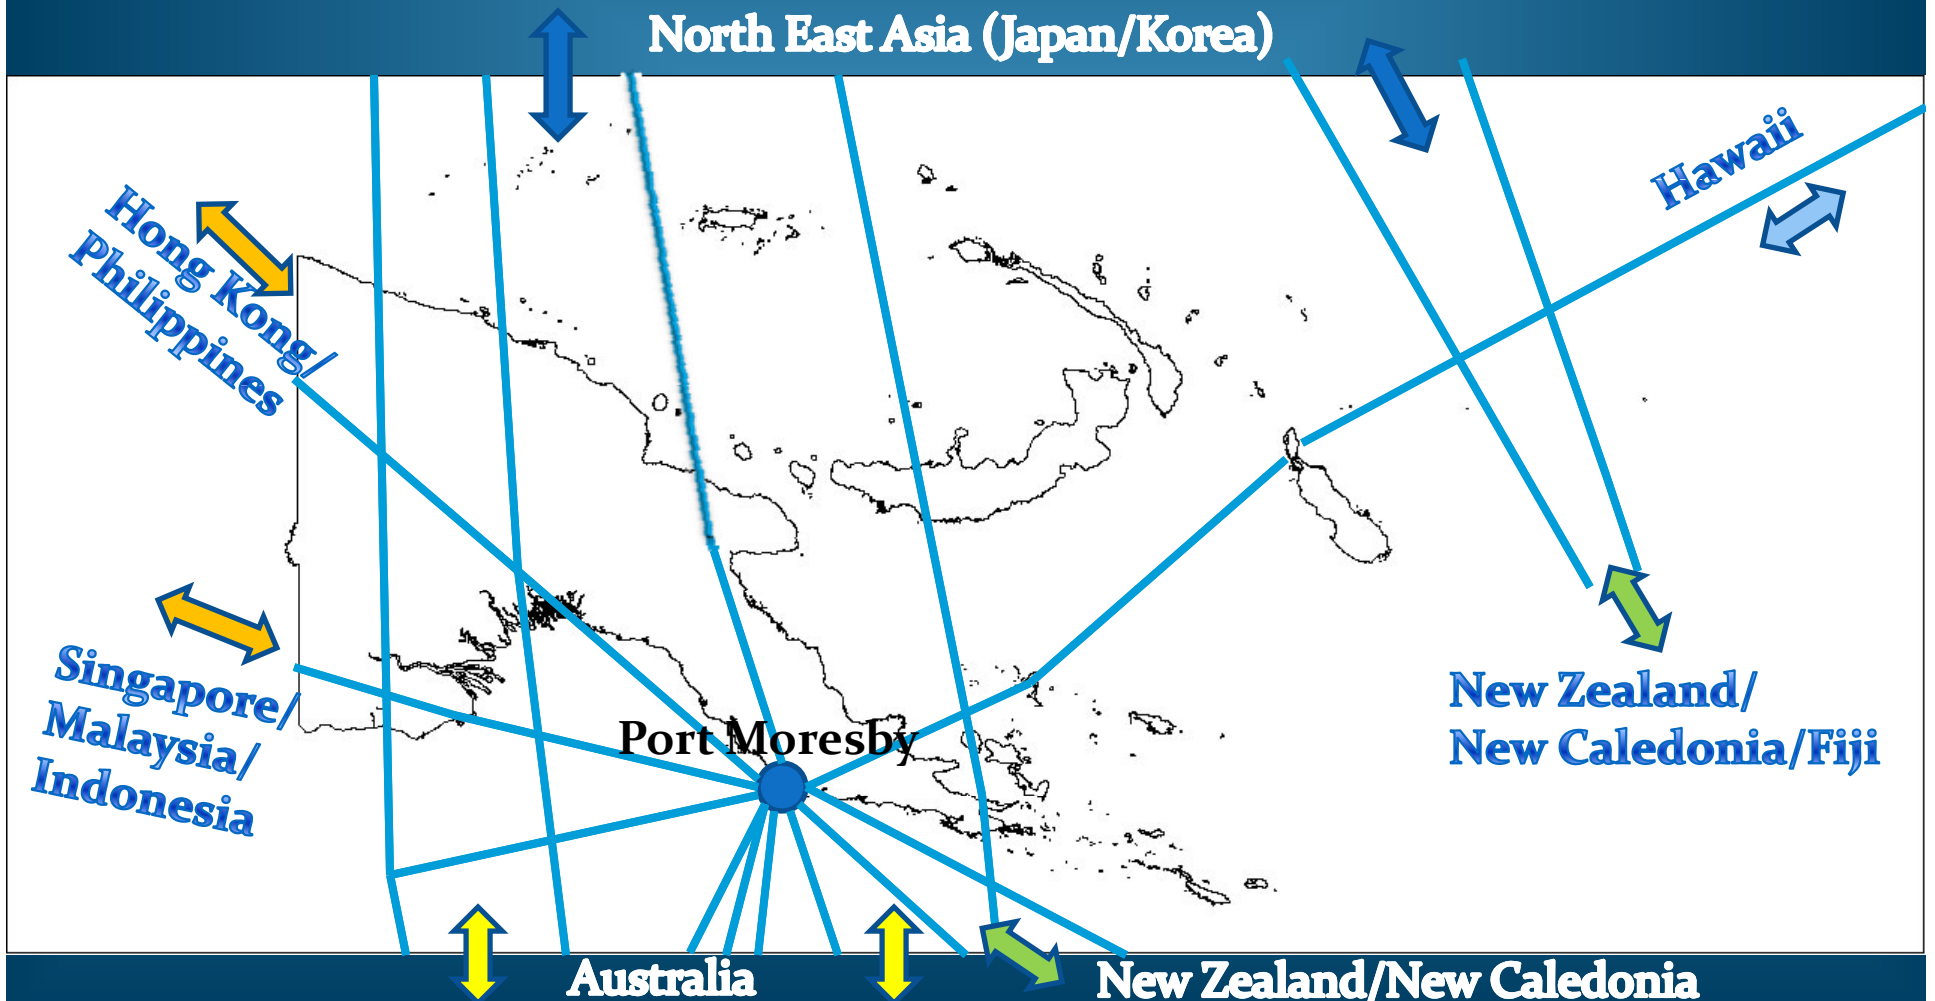 North East Asia (Japan/Korea)
Hawaii
Hong Kong/
Philippines
Singapore/
Malaysia/
Indonesia
Port Moresby
New Zealand/
New Caledonia/Fiji
Australia
New Zealand/New Caledonia